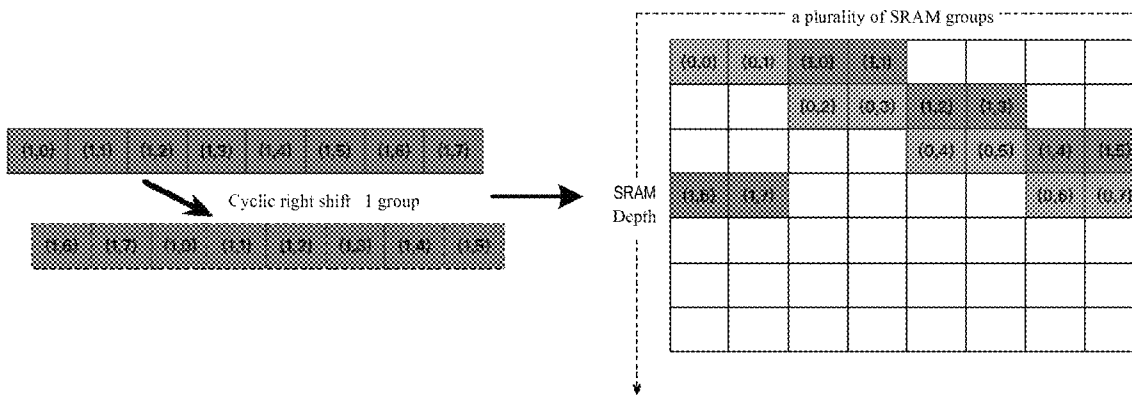 a plurality of SRAM groups
(0,0) (0,1) (1,0) (1,1)
(0,2) (0,3) (1,2) (1,3)
(1,0) (1,1) (1,2) (1,3) (1,4) (1,5) (1,6) (1,7)
(0,4) (0,5) (1,4) (1,5)
Cyclic right shift 1 group
SRAM
Depth
(1,6) (1,7) (0,6) (0,7)
(1,6) (1,7) (1,0) (1,1) (1,2) (1,3) (1,4) (1,5)